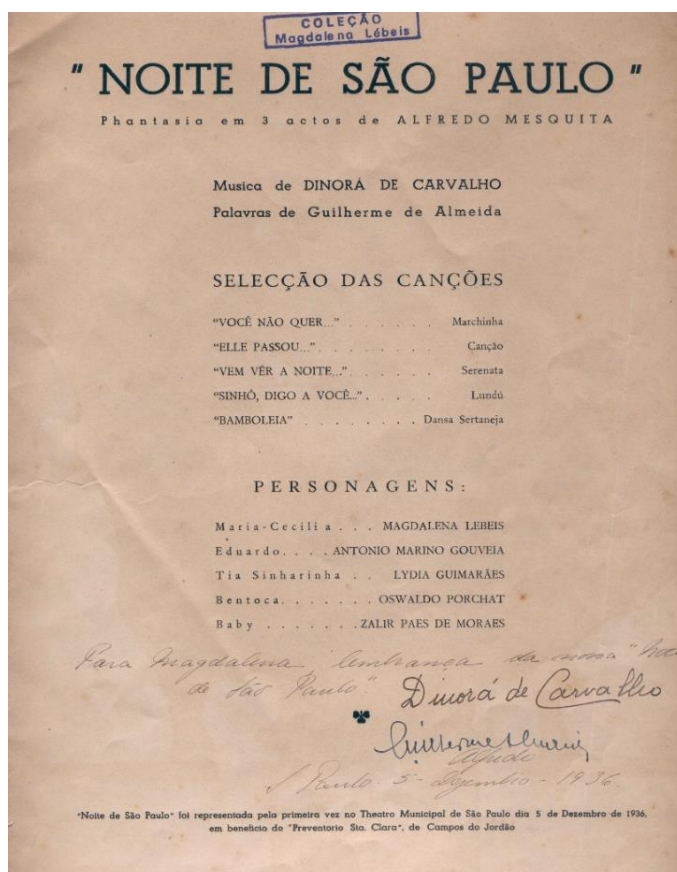 COLEÇÃO
Magdalena Lébeis
" NOITE DE SÃO PAULO "
Phantasia em 3 actos de ALFREDO MESQUITA
Musica de DINORÁ DE CARVALHO
Palavras de Guilherme de Almeida
SELECÇÃO DAS CANÇÕES
"VOCÊ NÃO QUER..." . . . . . . . Marchinha
"ELLE PASSOU..." . . . . . . . . Canção
"VEM VÊR A NOITE..." . . . . . . . Serenata
"SINHÔ, DIGO A VOCÊ..." . . . . . Lundú
"BAMBOLEIA" . . . . . . . . Dansa Sertaneja
PERSONAGENS:
Maria-Cecilia . . . MAGDALENA LEBEIS
Eduardo. . . . ANTONIO MARINO GOUVEIA
Tia Sinharinha . . LYDIA GUIMARÃES
Bentoca. . . . . . . OSWALDO PORCHAT
Baby . . . . . . . ZALIR PAES DE MORAES
Para Magdalena, lembrança da nossa "Noite
de São Paulo"
Dinorá de Carvalho
Guilherme de Almeida
Alfredo
S. Paulo - 5 - Dezembro - 1936.
"Noite de São Paulo" foi representada pela primeira vez no Theatro Municipal de São Paulo dia 5 de Dezembro de 1936,
em beneficio do "Preventorio Sta. Clara", de Campos do Jordão